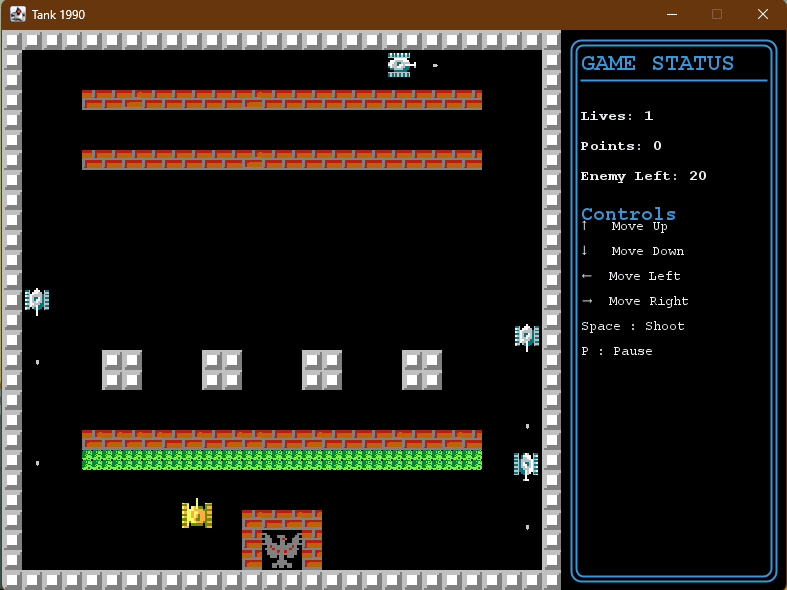 Tank 1990
GAME STATUS
Lives: 1
Points: 0
Enemy Left: 20
Controls
↑ Move Up
↓ Move Down
← Move Left
→ Move Right
Space : Shoot
P : Pause